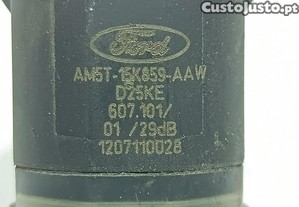 CustoJusto.pt
Ford
AM5T-15K859-AAW
D25KE
607.101/
01 /29dB
1207110028